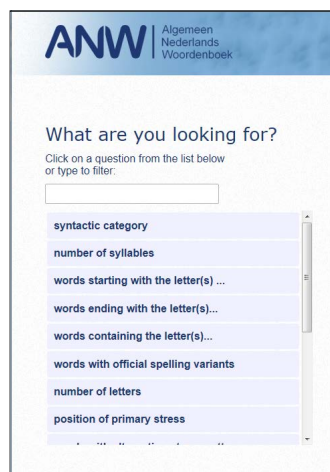 ANW
Algemeen
Nederlands
Woordenboek
What are you looking for?
Click on a question from the list below
or type to filter:
syntactic category
number of syllables
words starting with the letter(s) ...
words ending with the letter(s)...
words containing the letter(s)...
words with official spelling variants
number of letters
position of primary stress